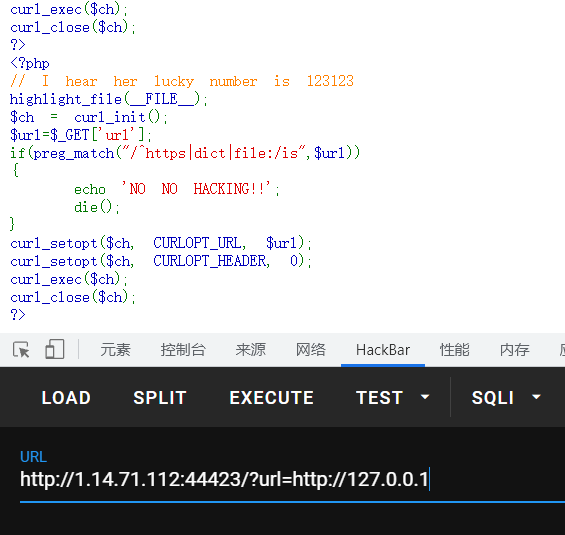 curl_exec($ch);
curl_close($ch);
?>
<?php
// I hear her lucky number is 123123
highlight_file(__FILE__);
$ch = curl_init();
$url=$_GET['url'];
if(preg_match("/^https|dict|file:/is",$url))
{
echo 'NO NO HACKING!!';
die();
}
curl_setopt($ch, CURLOPT_URL, $url);
curl_setopt($ch, CURLOPT_HEADER, 0);
curl_exec($ch);
curl_close($ch);
?>
元素 控制台 来源 网络 HackBar 性能 内存
LOAD SPLIT EXECUTE TEST SQLI
URL
http://1.14.71.112:44423/?url=http://127.0.0.1